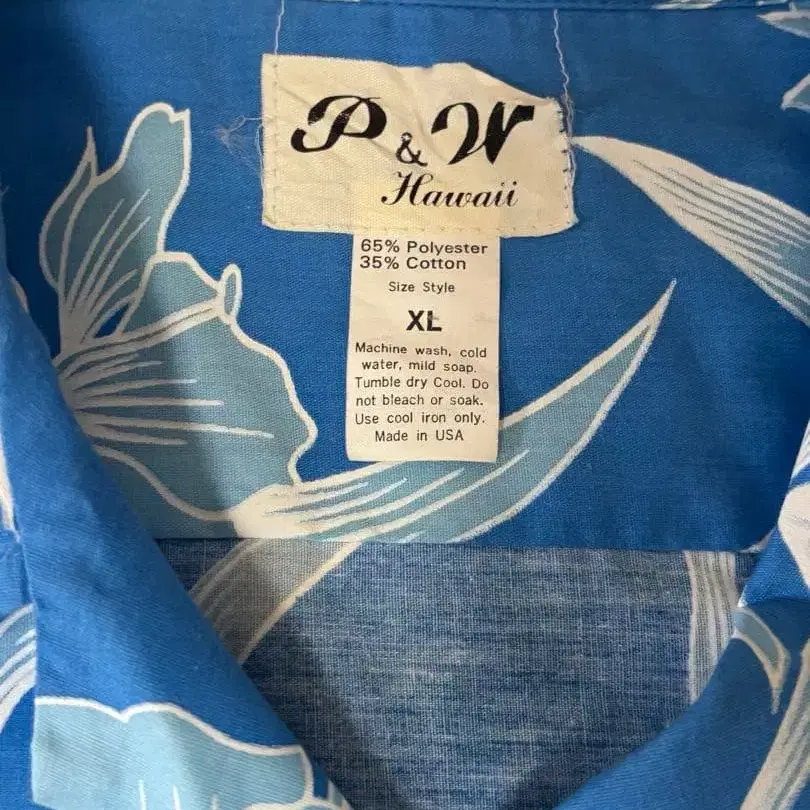 P & W
Hawaii
65% Polyester
35% Cotton
Size Style
XL
Machine wash, cold
water, mild soap.
Tumble dry Cool. Do
not bleach or soak.
Use cool iron only.
Made in USA